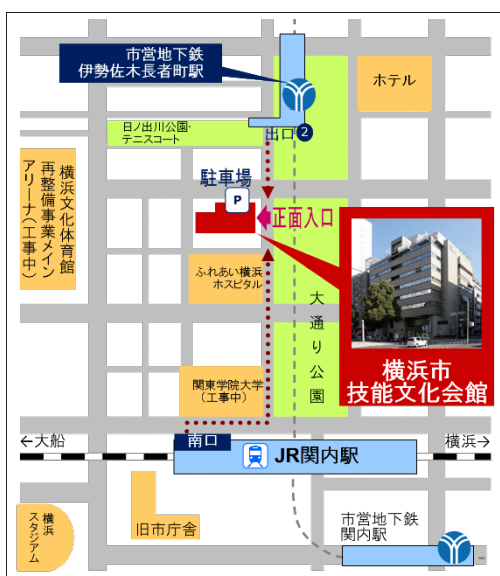 市営地下鉄
伊勢佐木長者町駅
ホテル
日ノ出川公園・
テニスコート
出口2
横浜文化体育館
再整備事業メイン
アリーナ(工事中)
駐車場
P
正面入口
ふれあい横浜
ホスピタル
大通り公園
横浜市
技能文化会館
関東学院大学
(工事中)
←大船
南口
横浜→
JR関内駅
旧市庁舎
横浜
スタジアム
市営地下鉄
関内駅